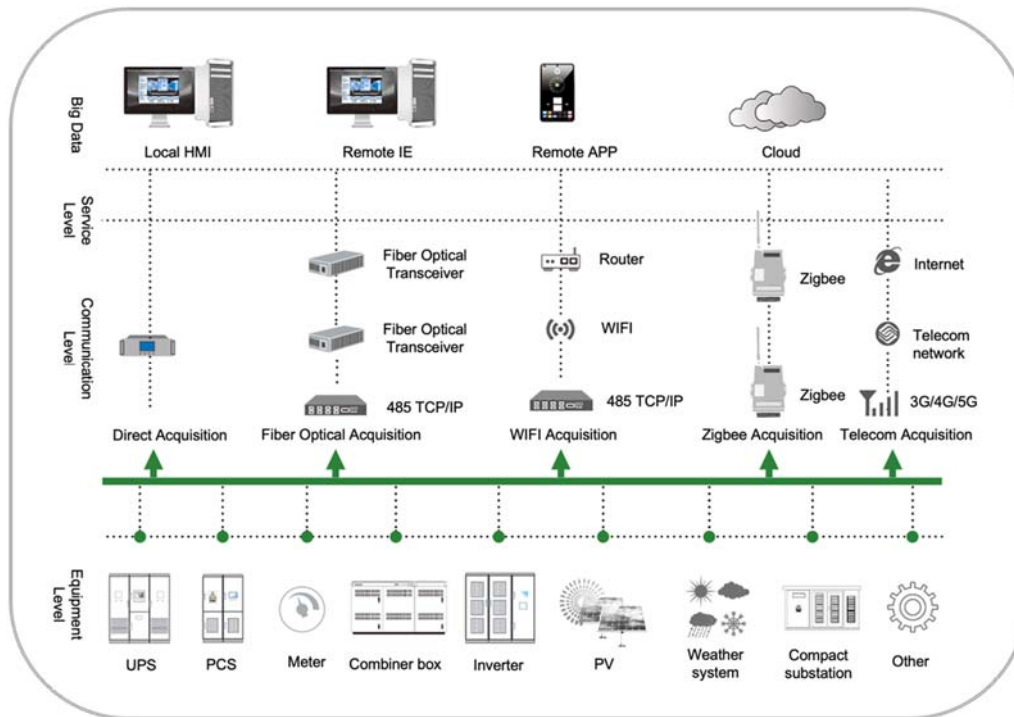 Big Data
Local HMI
Remote IE
Remote APP
Cloud
Service
Level
Fiber Optical
Transceiver
Router
Zigbee
Internet
Communication
Level
Fiber Optical
Transceiver
WIFI
Telecom
network
485 TCP/IP
485 TCP/IP
Zigbee
3G/4G/5G
Direct Acquisition
Fiber Optical Acquisition
WIFI Acquisition
Zigbee Acquisition
Telecom Acquisition
Equipment
Level
UPS
PCS
Meter
Combiner box
Inverter
PV
Weather
system
Compact
substation
Other